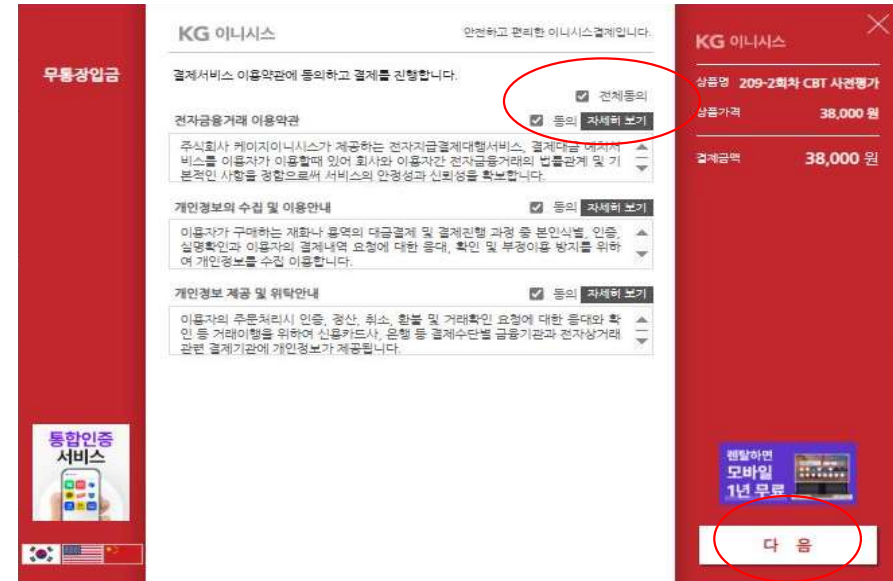 무통장입금
KG 이니시스
안전하고 편리한 이니시스결제입니다.
결제서비스 이용약관에 동의하고 결제를 진행합니다.
전체동의
전자금융거래 이용약관
동의 자세히 보기
주식회사 케이지이니시스가 제공하는 전자지급결제대행서비스, 결제대금 예치서
비스를 이용자가 이용함에 있어 회사와 이용자간 전자금융거래의 법률관계 및 기
본적인 사항을 정함으로써 서비스의 안정성과 신뢰성을 확보합니다.
개인정보의 수집 및 이용안내
동의 자세히 보기
이용자가 구매하는 재화나 용역의 대금결제 및 결제진행 과정 중 본인식별, 인증,
실명확인과 이용자의 결제내역 요청에 대한 응대, 확인 및 부정이용 방지를 위하
여 개인정보를 수집 이용합니다.
개인정보 제공 및 위탁안내
동의 자세히 보기
이용자의 주문처리시 인증, 정산, 취소, 환불 및 거래확인 요청에 대한 응대와 확
인 등 거래이행을 위하여 신용카드사, 은행 등 결제수단별 금융기관과 전자상거래
관련 결제기관에 개인정보가 제공됩니다.
통합인증
서비스
KG 이니시스
상품명 209-2회차 CBT 사전평가
상품가격 38,000 원
결제금액 38,000 원
렌탈하면
모바일
1년 무료
다 음